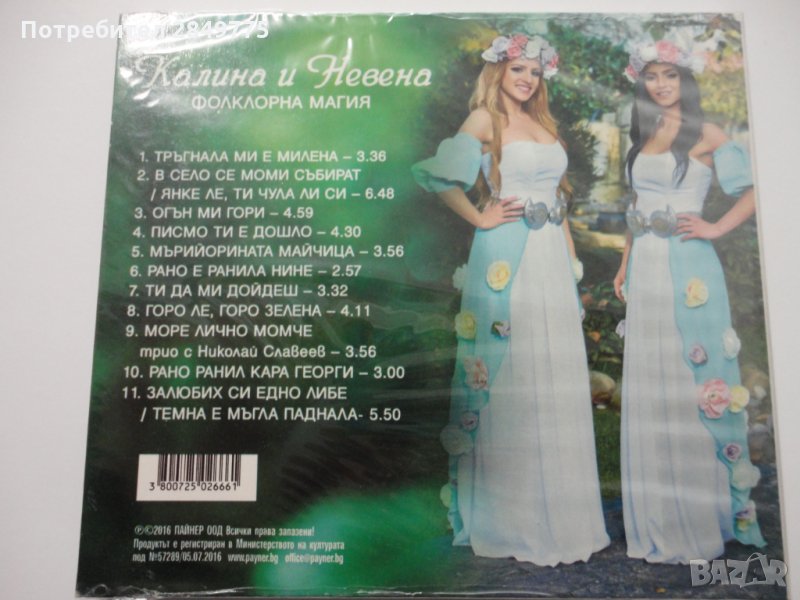 Потребител 2849775
Калина и Невена
ФОЛКЛОРНА МАГИЯ
1. ТРЪГНАЛА МИ Е МИЛЕНА – 3.36
2. В СЕЛО СЕ МОМИ СЪБИРАТ
/ ЯНКЕ ЛЕ, ТИ ЧУЛА ЛИ СИ – 6.48
3. ОГЪН МИ ГОРИ – 4.59
4. ПИСМО ТИ Е ДОШЛО – 4.30
5. МЪРИЙОРИНАТА МАЙЧИЦА – 3.56
6. РАНО Е РАНИЛА НИНЕ – 2.57
7. ТИ ДА МИ ДОЙДЕШ – 3.32
8. ГОРО ЛЕ, ГОРО ЗЕЛЕНА – 4.11
9. МОРЕ ЛИЧНО МОМЧЕ
трио с Николай Славеев – 3.56
10. РАНО РАНИЛ КАРА ГЕОРГИ – 3.00
11. ЗАЛЮБИХ СИ ЕДНО ЛИБЕ
/ ТЕМНА Е МЪГЛА ПАДНАЛА- 5.50
3 800725 026661
℗©2016 ПАЙНЕР ООД Всички права запазени!
Продуктът е регистриран в Министерството на културата
под №57289/05.07.2016 www.payner.bg office@payner.bg
BAZAR